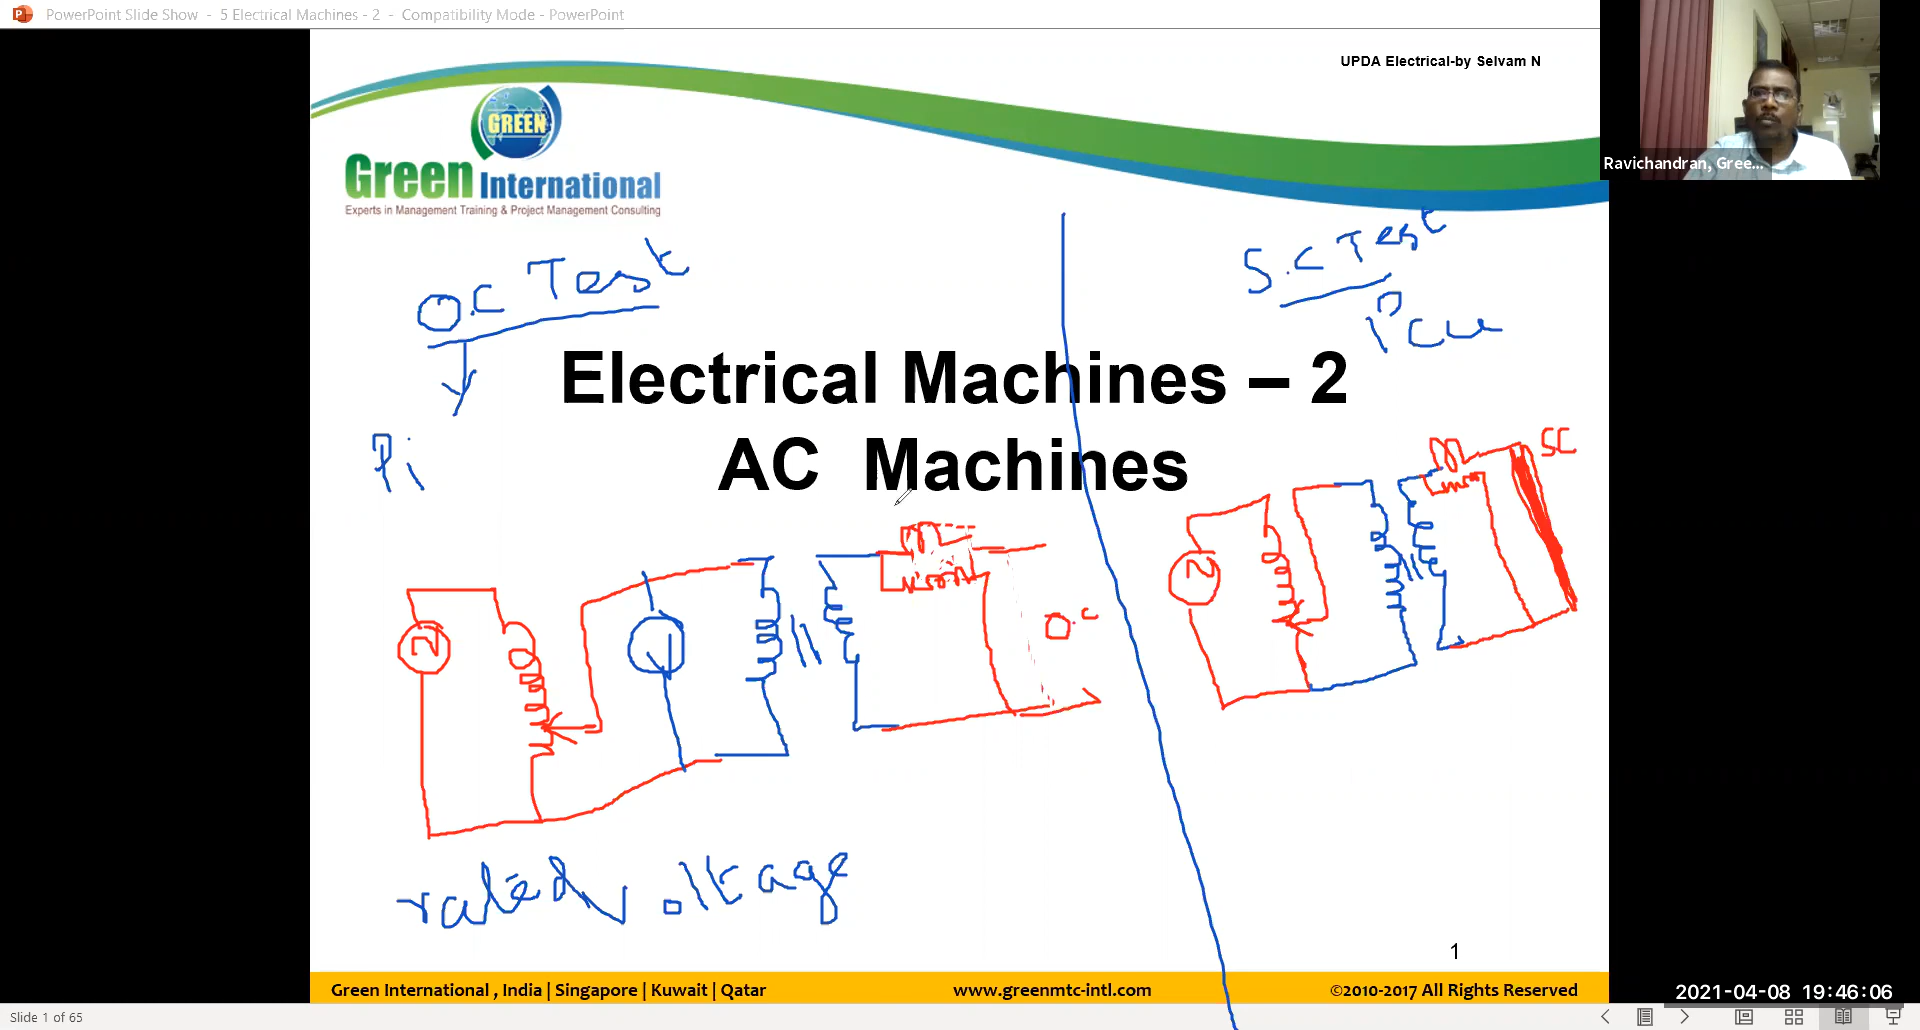 PowerPoint Slide Show - 5 Electrical Machines - 2 - Compatibility Mode - PowerPoint
UPDA Electrical-by Selvam N
Ravichandran, Gree...
GREEN
Green International
Experts in Management Training & Project Management Consulting
O.C Test
S.C Test
Pcu
Electrical Machines – 2
AC Machines
Pi
SC
O.C
rated voltage
1
Green International , India | Singapore | Kuwait | Qatar
www.greenmtc-intl.com
©2010-2017 All Rights Reserved
2021-04-08 19:46:06
Slide 1 of 65